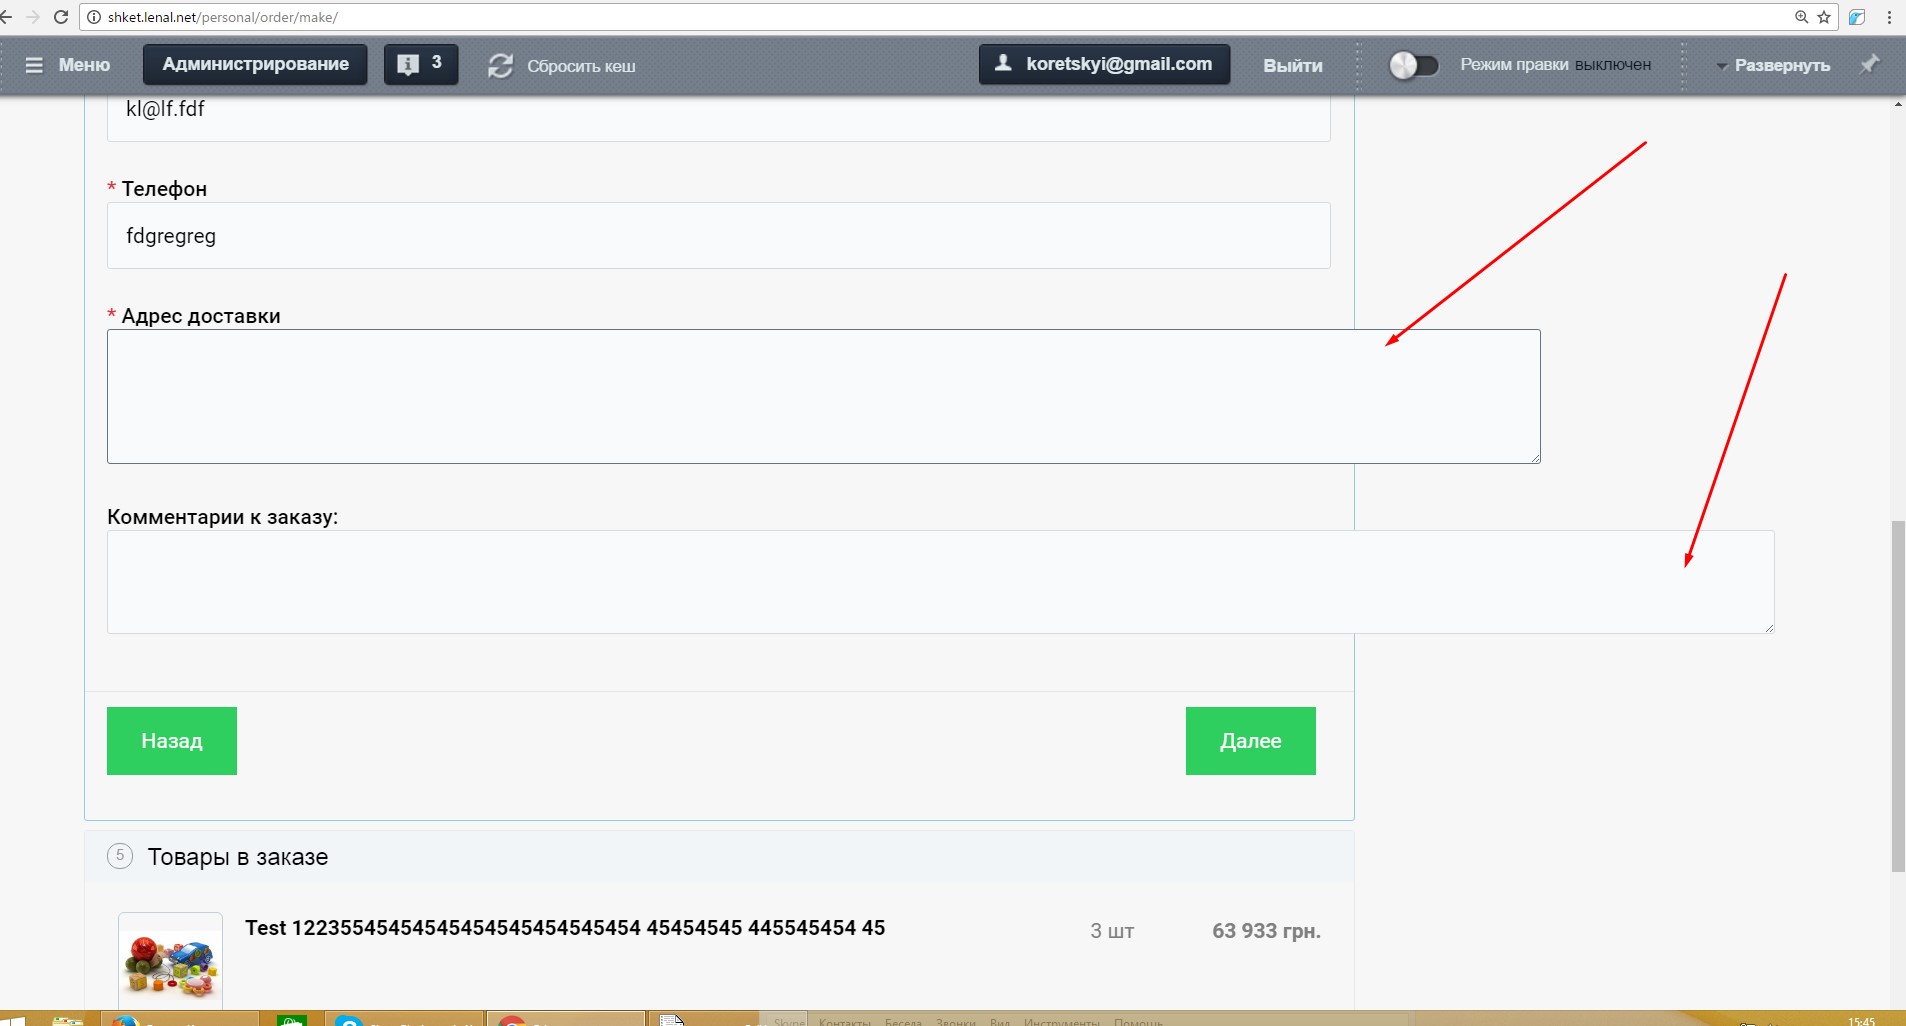 shket.lenal.net/personal/order/make/
Меню Администрирование 3 Сбросить кеш koretskyi@gmail.com Выйти Режим правки выключен Развернуть
kl@lf.fdf
* Телефон
fdgregreg
* Адрес доставки
Комментарии к заказу:
Назад Далее
5 Товары в заказе
Test 1223554545454545454545454545454 45454545 445545454 45 3 шт 63 933 грн.
Skype Контакты Беседа Звонки Вид Инструменты Помощь 15:45